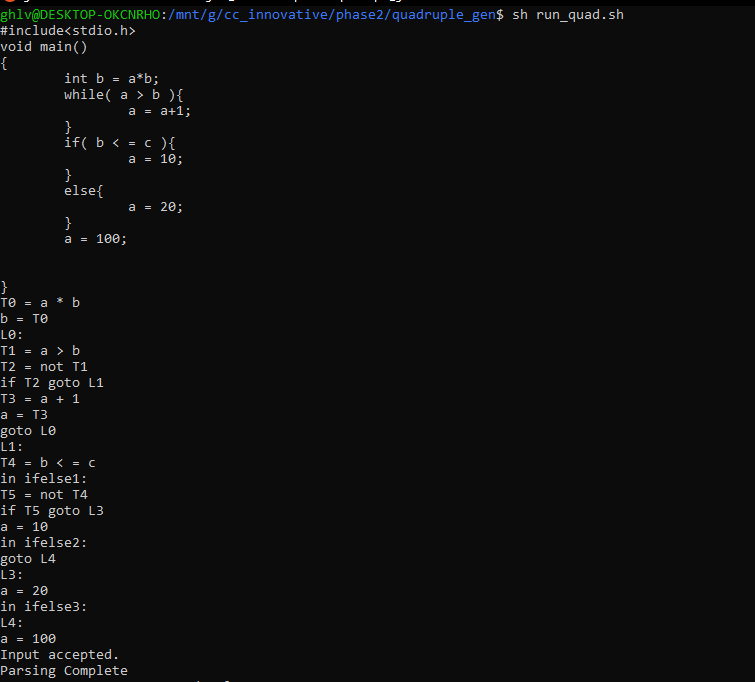 ghlv@DESKTOP-OKCNRHO:/mnt/g/cc_innovative/phase2/quadruple_gen$ sh run_quad.sh
#include<stdio.h>
void main()
{
        int b = a*b;
        while( a > b ){
                a = a+1;
        }
        if( b < = c ){
                a = 10;
        }
        else{
                a = 20;
        }
        a = 100;
}
T0 = a * b
b = T0
L0:
T1 = a > b
T2 = not T1
if T2 goto L1
T3 = a + 1
a = T3
goto L0
L1:
T4 = b < = c
in ifelse1:
T5 = not T4
if T5 goto L3
a = 10
in ifelse2:
goto L4
L3:
a = 20
in ifelse3:
L4:
a = 100
Input accepted.
Parsing Complete